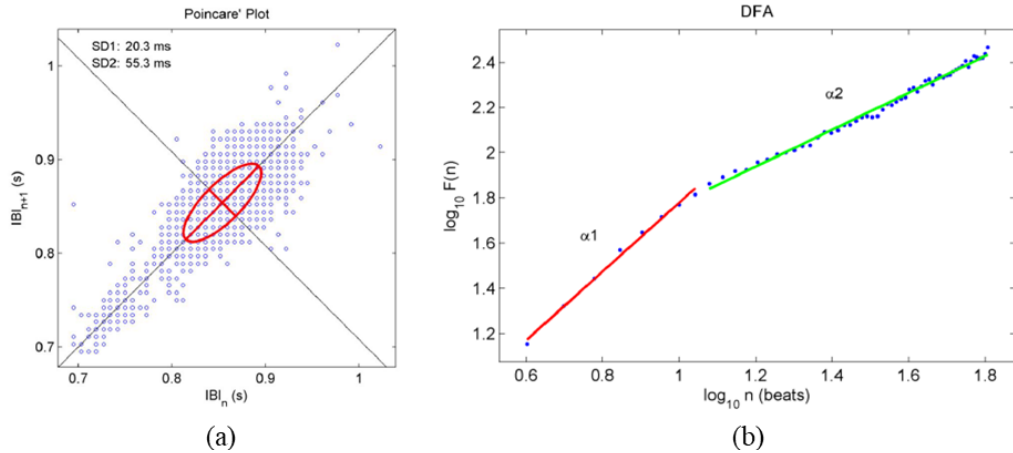 Poincare' Plot
SD1: 20.3 ms
SD2: 55.3 ms
1
0.9
0.8
0.7
IBI n+1 (s)
0.7 0.8 0.9 1
IBI n (s)
(a)
DFA
2.4
2.2
2
1.8
1.6
1.4
1.2
log10 F(n)
α1
α2
0.6 0.8 1 1.2 1.4 1.6 1.8
log10 n (beats)
(b)